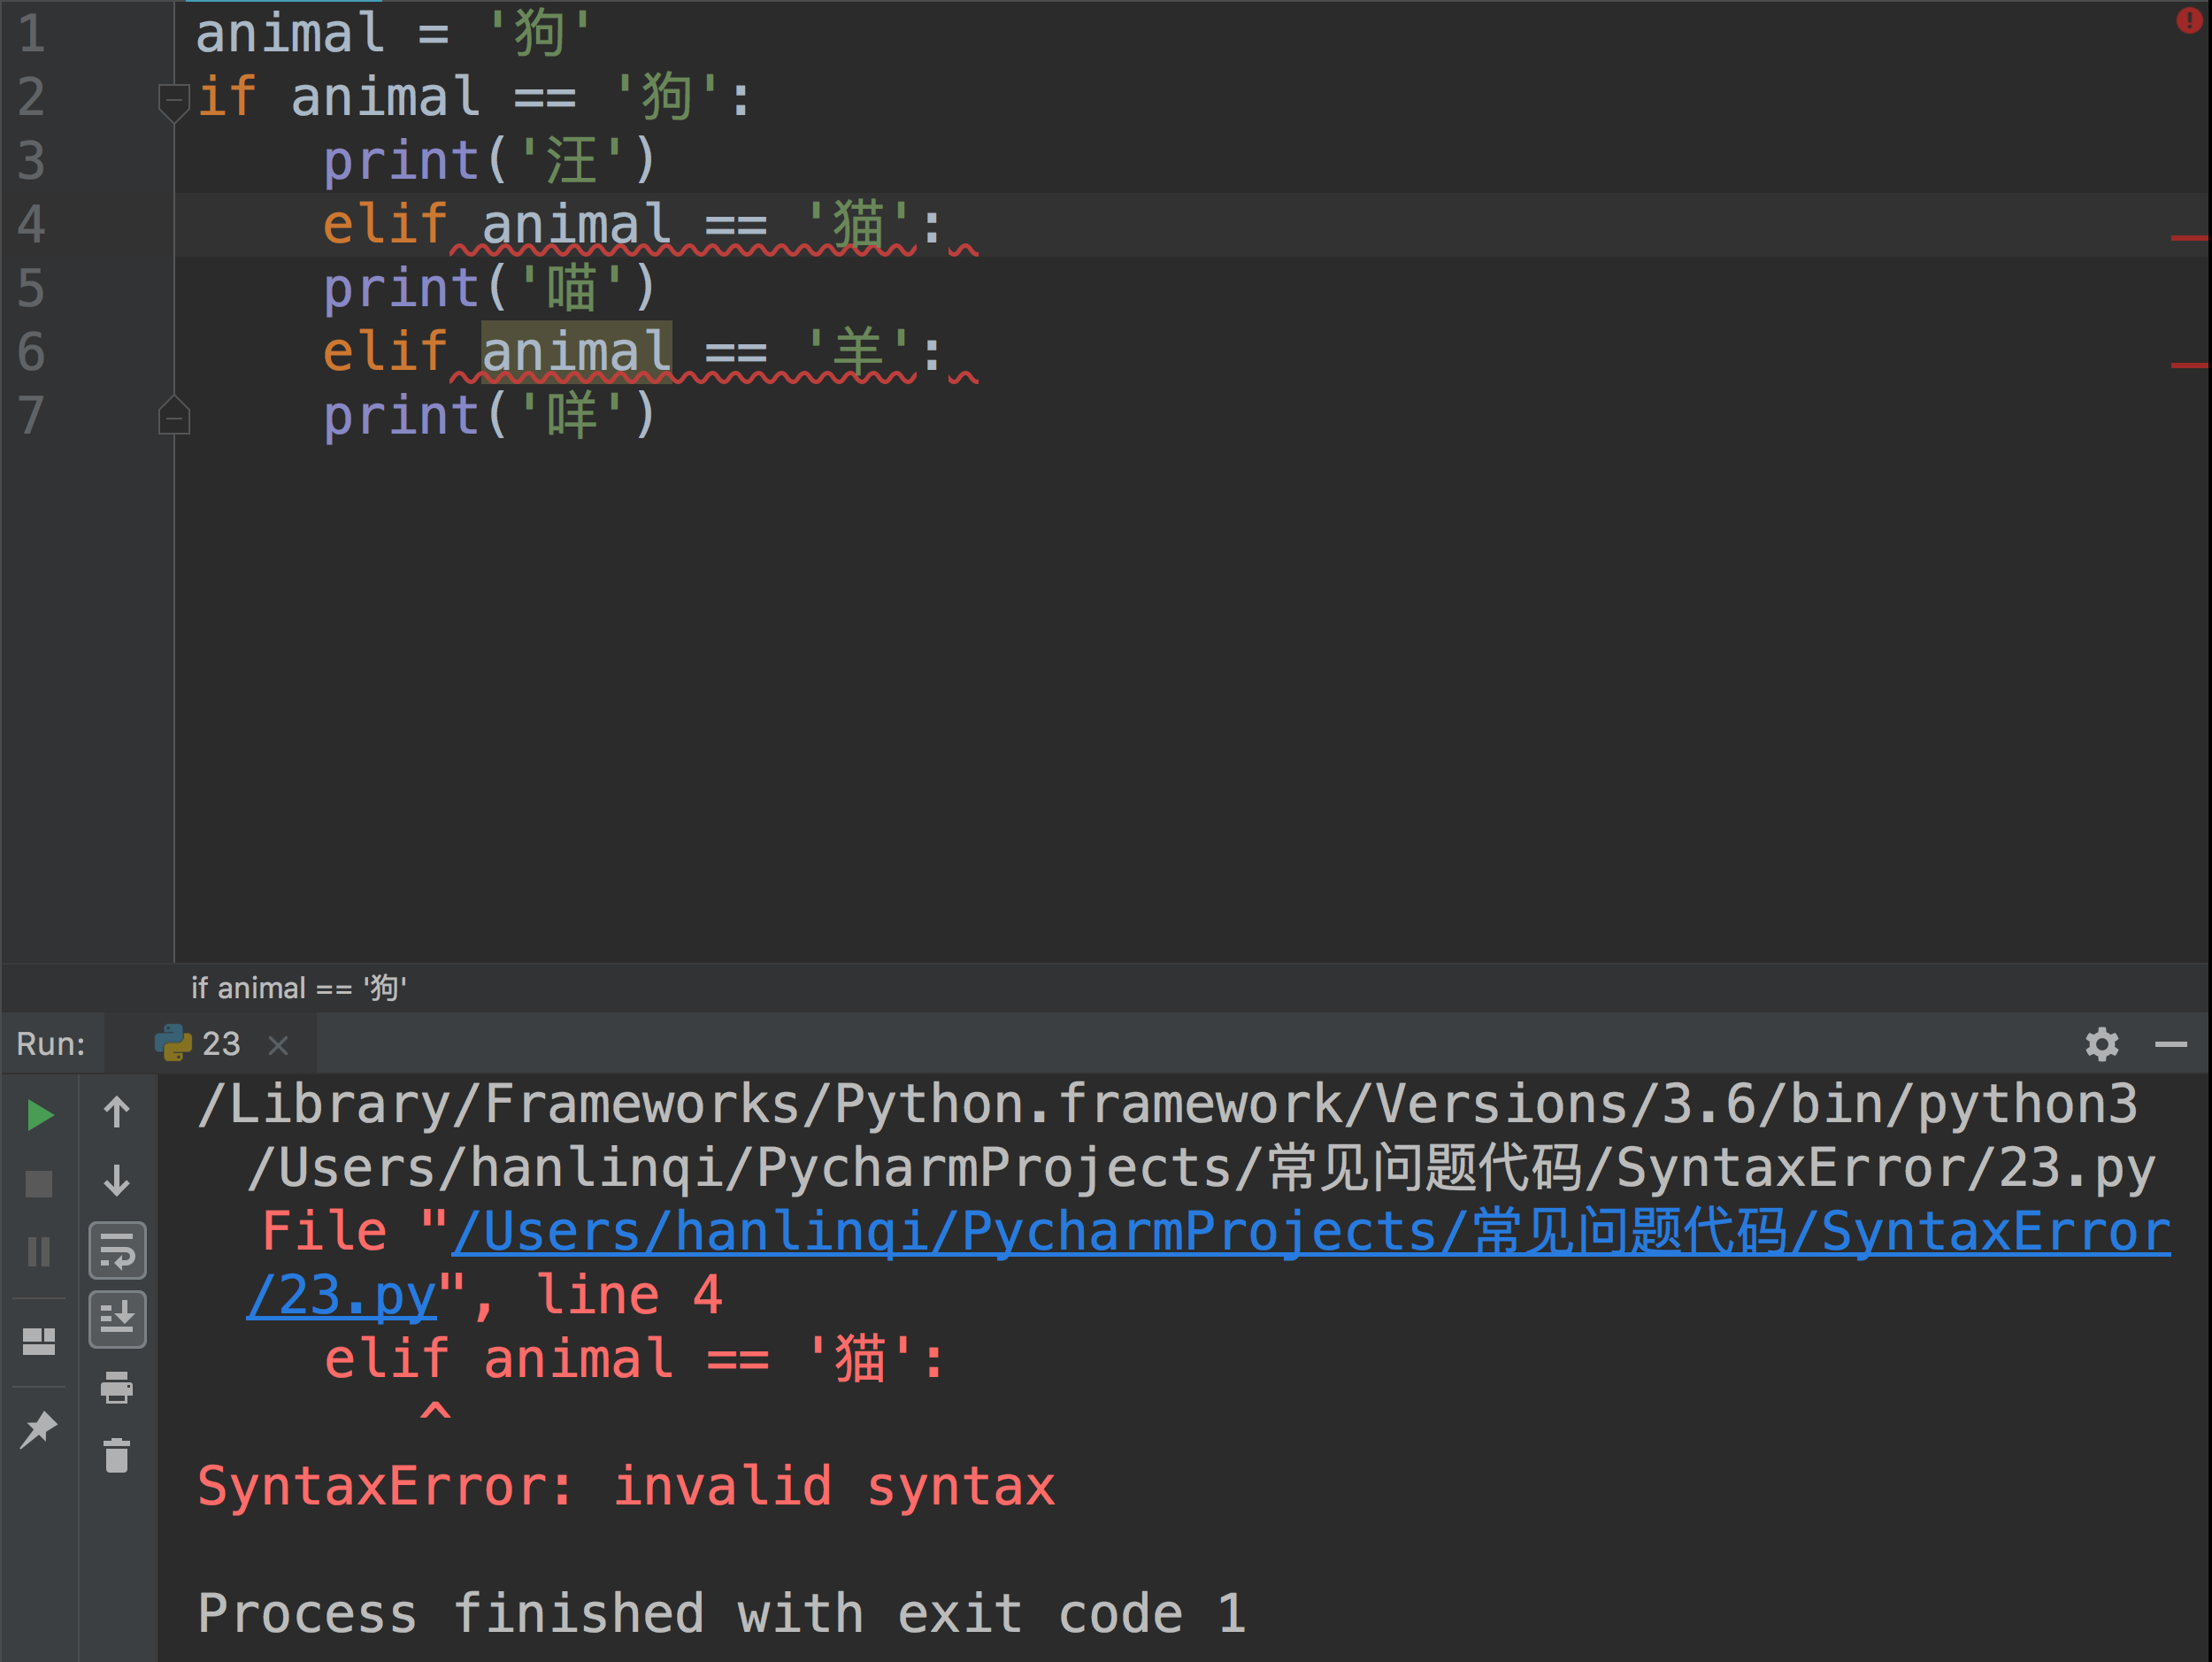 1 animal = '狗'
2 if animal == '狗':
3     print('汪')
4     elif animal == '猫':
5     print('喵')
6     elif animal == '羊':
7     print('咩')
if animal == '狗'
Run: 23
/Library/Frameworks/Python.framework/Versions/3.6/bin/python3
/Users/hanlinqi/PycharmProjects/常见问题代码/SyntaxError/23.py
File "/Users/hanlinqi/PycharmProjects/常见问题代码/SyntaxError
/23.py", line 4
elif animal == '猫':
^
SyntaxError: invalid syntax
Process finished with exit code 1